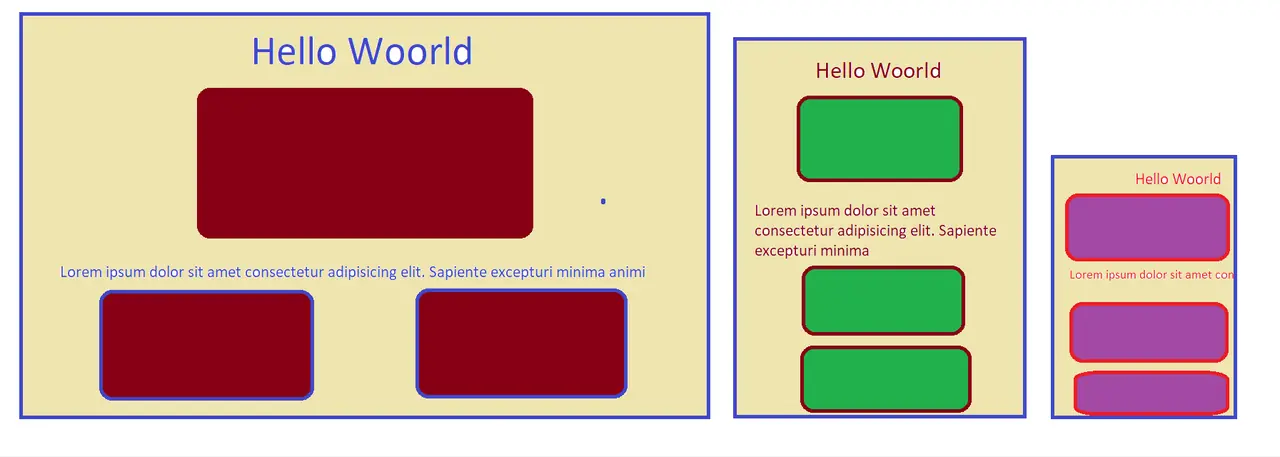 Hello Woorld
Lorem ipsum dolor sit amet consectetur adipisicing elit. Sapiente excepturi minima animi
Hello Woorld
Lorem ipsum dolor sit amet
consectetur adipisicing elit. Sapiente
excepturi minima
Hello Woorld
Lorem ipsum dolor sit amet con